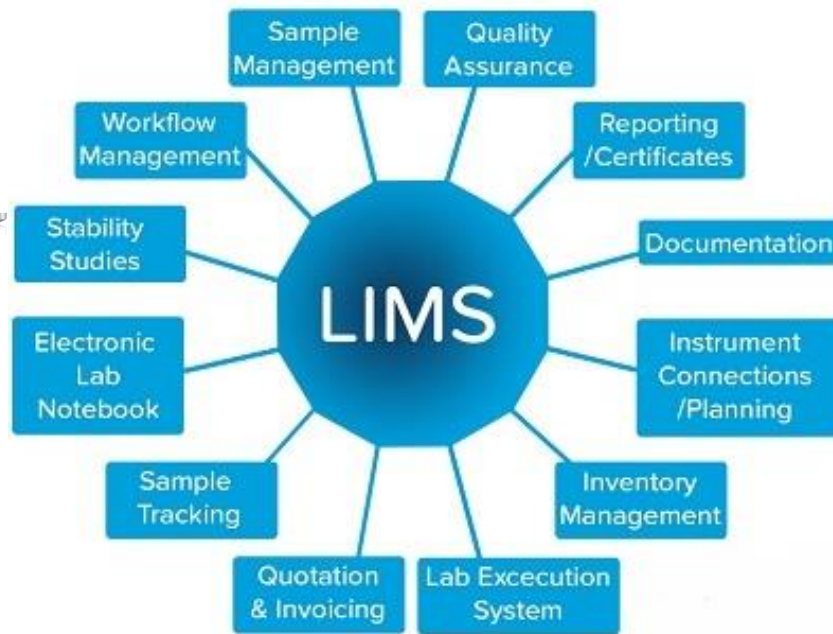 Sample
Management
Quality
Assurance
Workflow
Management
Reporting
/Certificates
Stability
Studies
Documentation
LIMS
Electronic
Lab
Notebook
Instrument
Connections
/Planning
Sample
Tracking
Inventory
Management
Quotation
& Invoicing
Lab Excecution
System